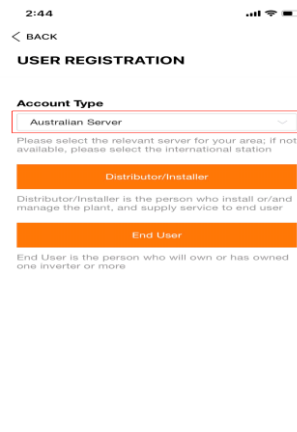 2:44
BACK
USER REGISTRATION
Account Type
Australian Server
Please select the relevant server for your area; if not
available, please select the international station
Distributor/Installer
Distributor/Installer is the person who install or/and
manage the plant, and supply service to end user
End User
End User is the person who will own or has owned
one inverter or more